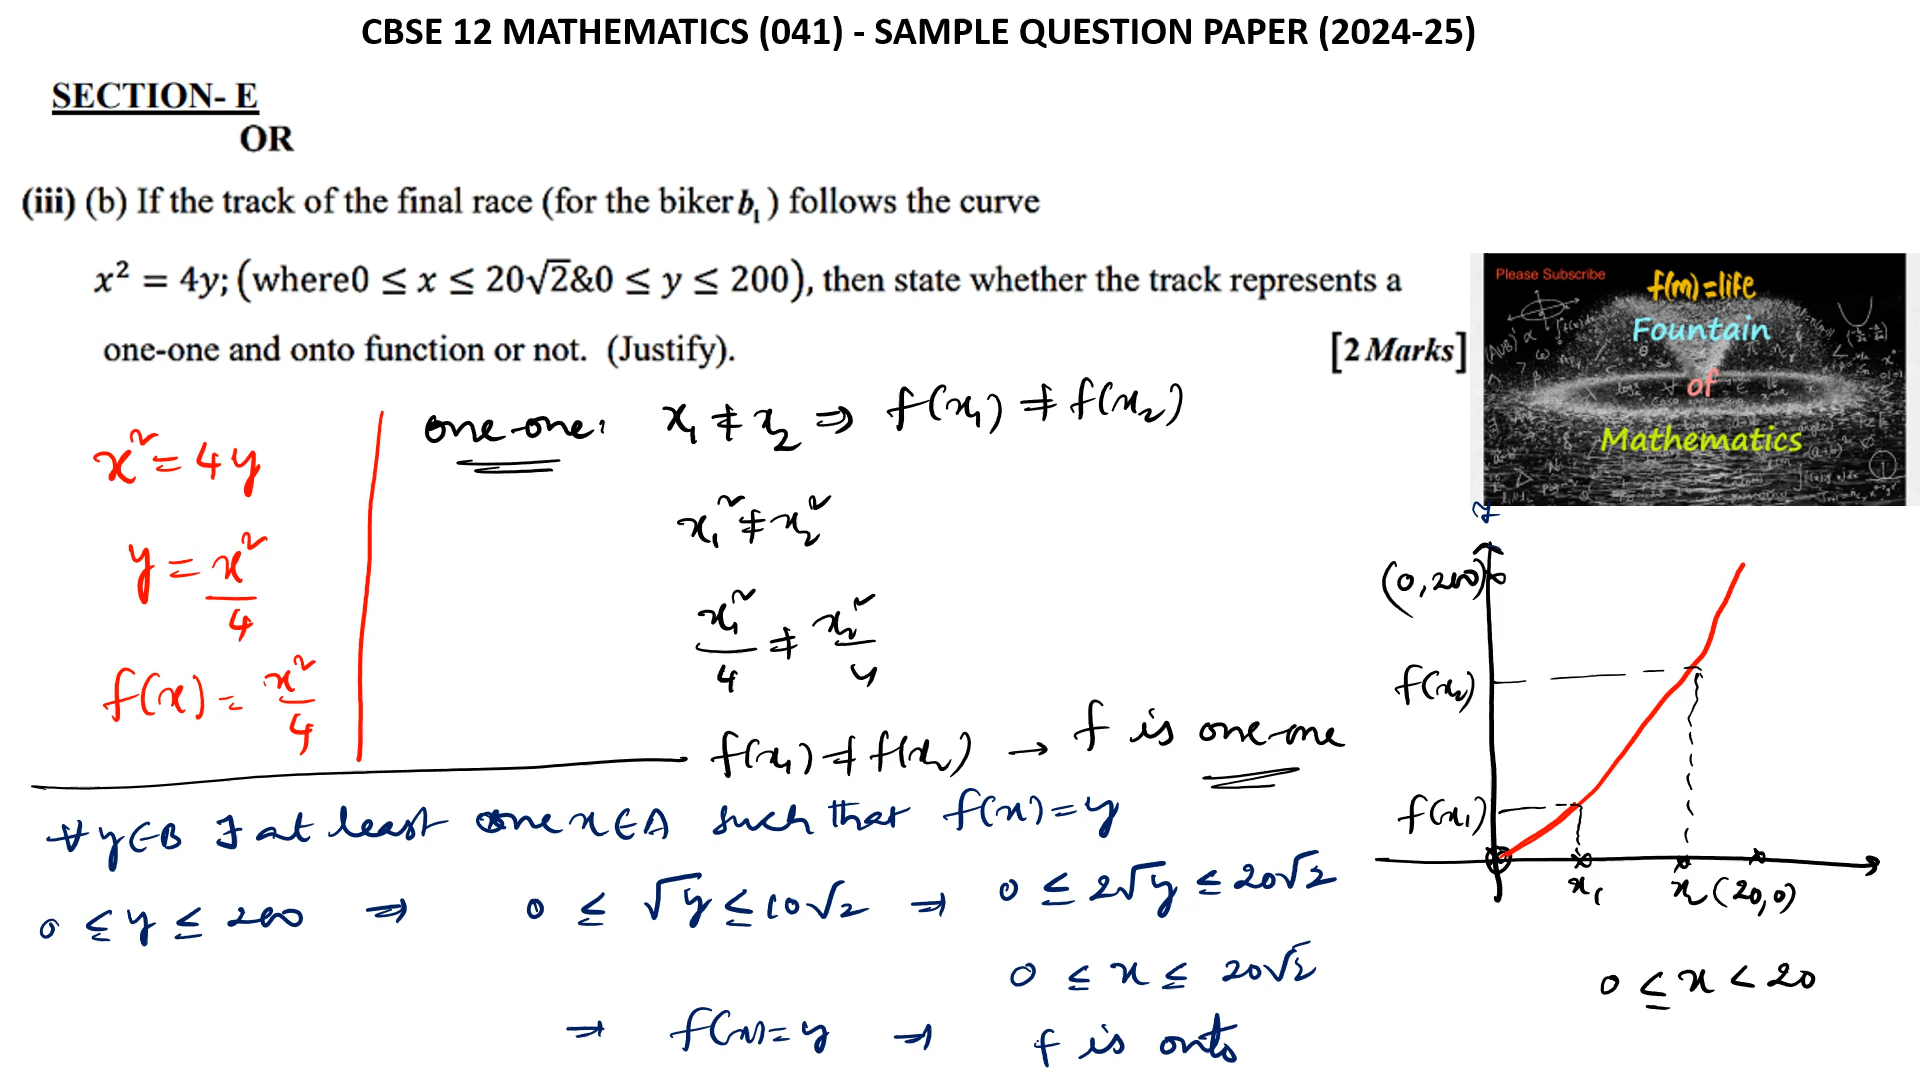 CBSE 12 MATHEMATICS (041) - SAMPLE QUESTION PAPER (2024-25)
SECTION- E
OR
(iii) (b) If the track of the final race (for the biker b₁ ) follows the curve
x² = 4y; (where0 ≤ x ≤ 20√2&0 ≤ y ≤ 200), then state whether the track represents a
one-one and onto function or not. (Justify).
[2 Marks]
Please Subscribe
f(m)=life
Fountain
of
Mathematics
x² = 4y
y = x²/4
f(x) = x²/4
one-one: x₁ ≠ x₂ ⇒ f(x₁) ≠ f(x₂)
x₁² ≠ x₂²
x₁²/4 ≠ x₂²/4
f(x₁) ≠ f(x₂) → f is one-one
∀ y∈B ∃ at least one x∈A such that f(x)=y
0 ≤ y ≤ 200 ⇒ 0 ≤ √y ≤ 10√2 ⇒ 0 ≤ 2√y ≤ 20√2
0 ≤ x ≤ 20√2
⇒ f(x)=y ⇒ f is onto
y
(0,200)
f(x₂)
f(x₁)
x₁ x₂ (20,0)
0 ≤ x < 20